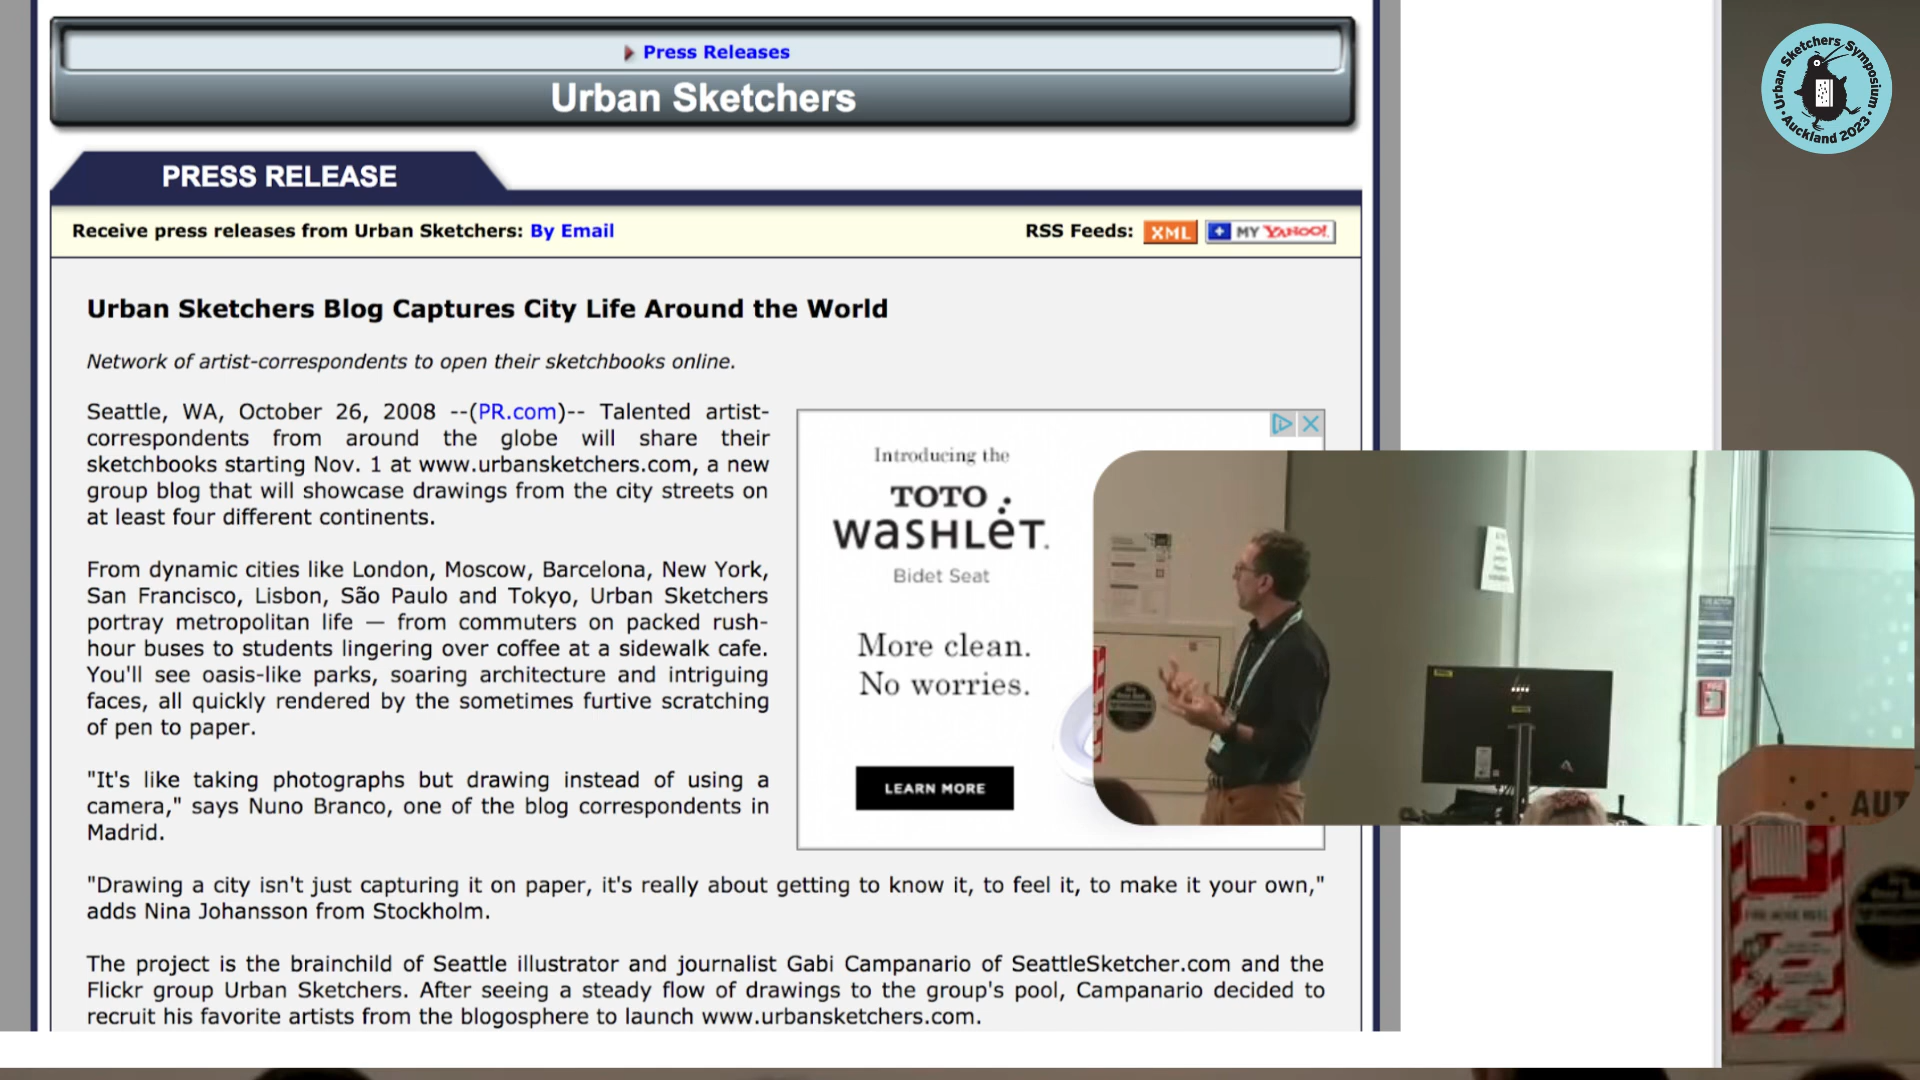 Press Releases
Urban Sketchers
PRESS RELEASE
Receive press releases from Urban Sketchers: By Email
RSS Feeds: XML MY YAHOO!
Urban Sketchers Blog Captures City Life Around the World
Network of artist-correspondents to open their sketchbooks online.
Seattle, WA, October 26, 2008 --(PR.com)-- Talented artist-
correspondents from around the globe will share their
sketchbooks starting Nov. 1 at www.urbansketchers.com, a new
group blog that will showcase drawings from the city streets on
at least four different continents.
From dynamic cities like London, Moscow, Barcelona, New York,
San Francisco, Lisbon, São Paulo and Tokyo, Urban Sketchers
portray metropolitan life — from commuters on packed rush-
hour buses to students lingering over coffee at a sidewalk cafe.
You'll see oasis-like parks, soaring architecture and intriguing
faces, all quickly rendered by the sometimes furtive scratching
of pen to paper.
"It's like taking photographs but drawing instead of using a
camera," says Nuno Branco, one of the blog correspondents in
Madrid.
"Drawing a city isn't just capturing it on paper, it's really about getting to know it, to feel it, to make it your own,"
adds Nina Johansson from Stockholm.
The project is the brainchild of Seattle illustrator and journalist Gabi Campanario of SeattleSketcher.com and the
Flickr group Urban Sketchers. After seeing a steady flow of drawings to the group's pool, Campanario decided to
recruit his favorite artists from the blogosphere to launch www.urbansketchers.com.
Introducing the
TOTO
WASHLET.
Bidet Seat
More clean.
No worries.
LEARN MORE
Urban Sketchers Symposium
Auckland 2023
AUT